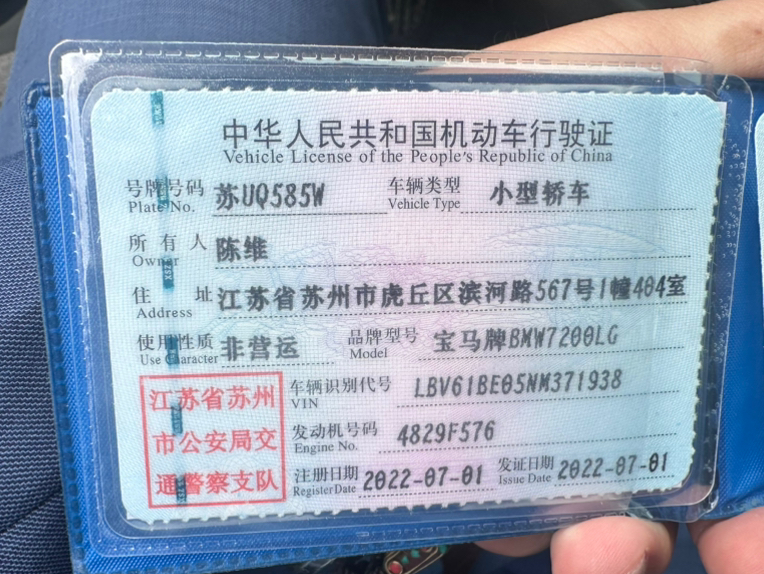 中华人民共和国机动车行驶证
Vehicle License of the People's Republic of China
号牌号码 苏UQ585W 车辆类型 小型轿车
Plate No. Vehicle Type
所有人 陈维
Owner
住址 江苏省苏州市虎丘区滨河路567号1幢404室
Address
使用性质 非营运 品牌型号 宝马牌BMW7200LG
Use Character Model
江苏省苏州 车辆识别代号 LBV61BE05NM371938
VIN
市公安局交 发动机号码 4829F576
Engine No.
通警察支队 注册日期 2022-07-01 发证日期 2022-07-01
Register Date Issue Date